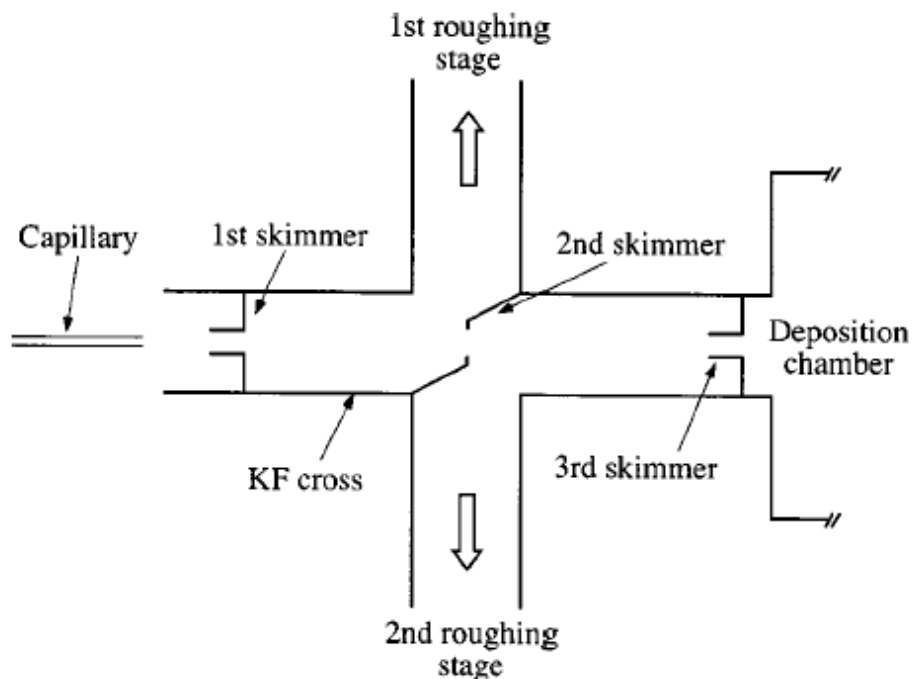 1st roughing
stage
Capillary
1st skimmer
2nd skimmer
Deposition
chamber
KF cross
3rd skimmer
2nd roughing
stage